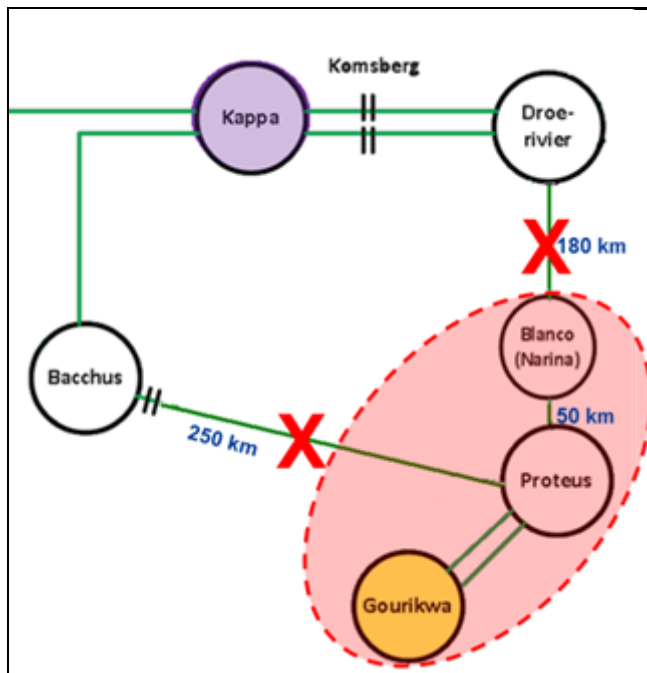 Komsberg
Kappa
Droe-
rivier
X
180 km
Blanco
(Narina)
Bacchus
50 km
250 km
X
Proteus
Gourikwa